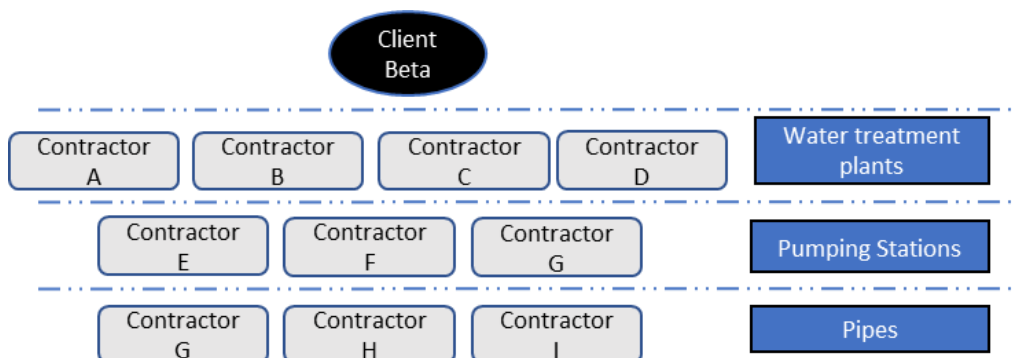 Client
Beta
Contractor
A
Contractor
B
Contractor
C
Contractor
D
Water treatment
plants
Contractor
E
Contractor
F
Contractor
G
Pumping Stations
Contractor
G
Contractor
H
Contractor
I
Pipes